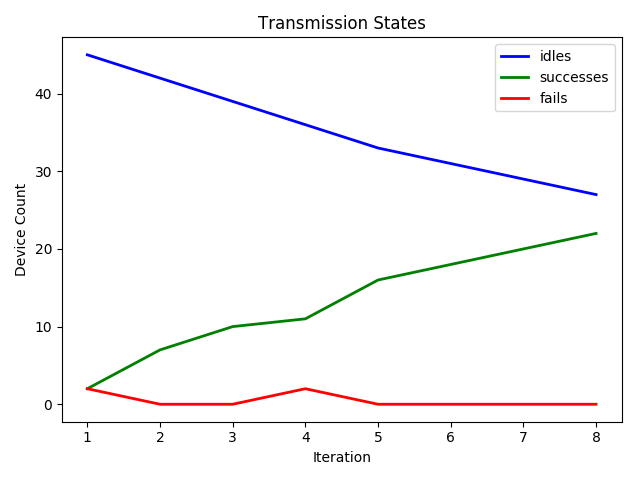 Transmission States
idles
successes
fails
Device Count
40
30
20
10
0
1 2 3 4 5 6 7 8
Iteration